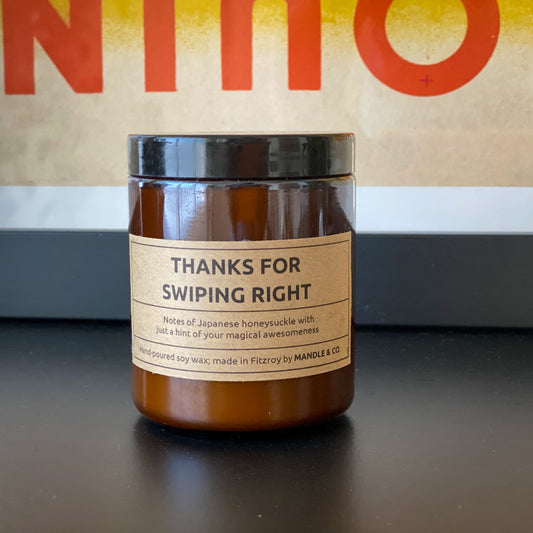 THANKS FOR
SWIPING RIGHT
Notes of Japanese honeysuckle with
just a hint of your magical awesomeness
Hand-poured soy wax; made in Fitzroy by MANDLE & CO.